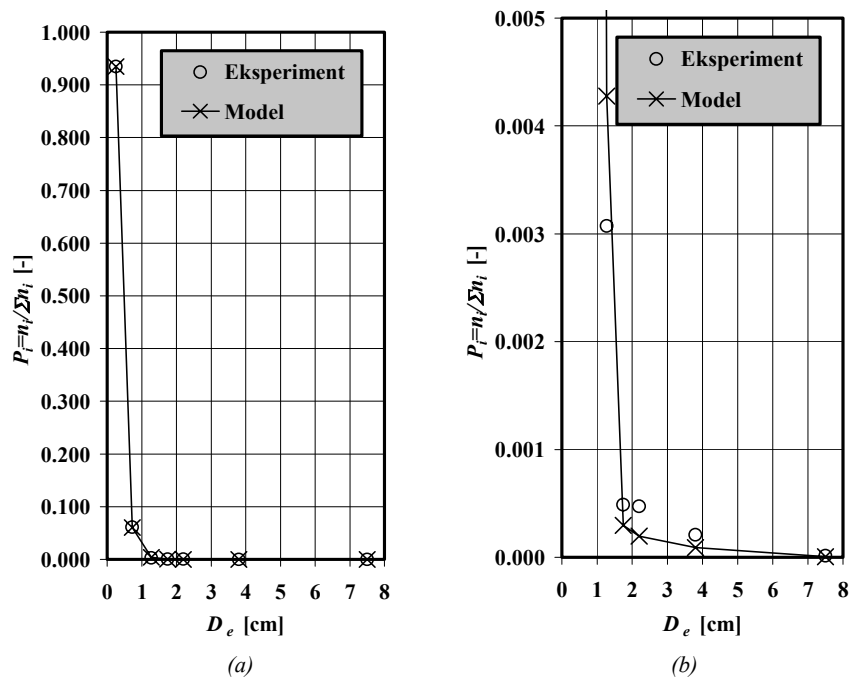 1.000
0.900
0.800
0.700
0.600
0.500
0.400
0.300
0.200
0.100
0.000
P_i=n_i/Σn_i [-]
Eksperiment
Model
0 1 2 3 4 5 6 7 8
D_e [cm]
(a)
0.005
0.004
0.003
0.002
0.001
0.000
P_i=n_i/Σn_i [-]
Eksperiment
Model
0 1 2 3 4 5 6 7 8
D_e [cm]
(b)